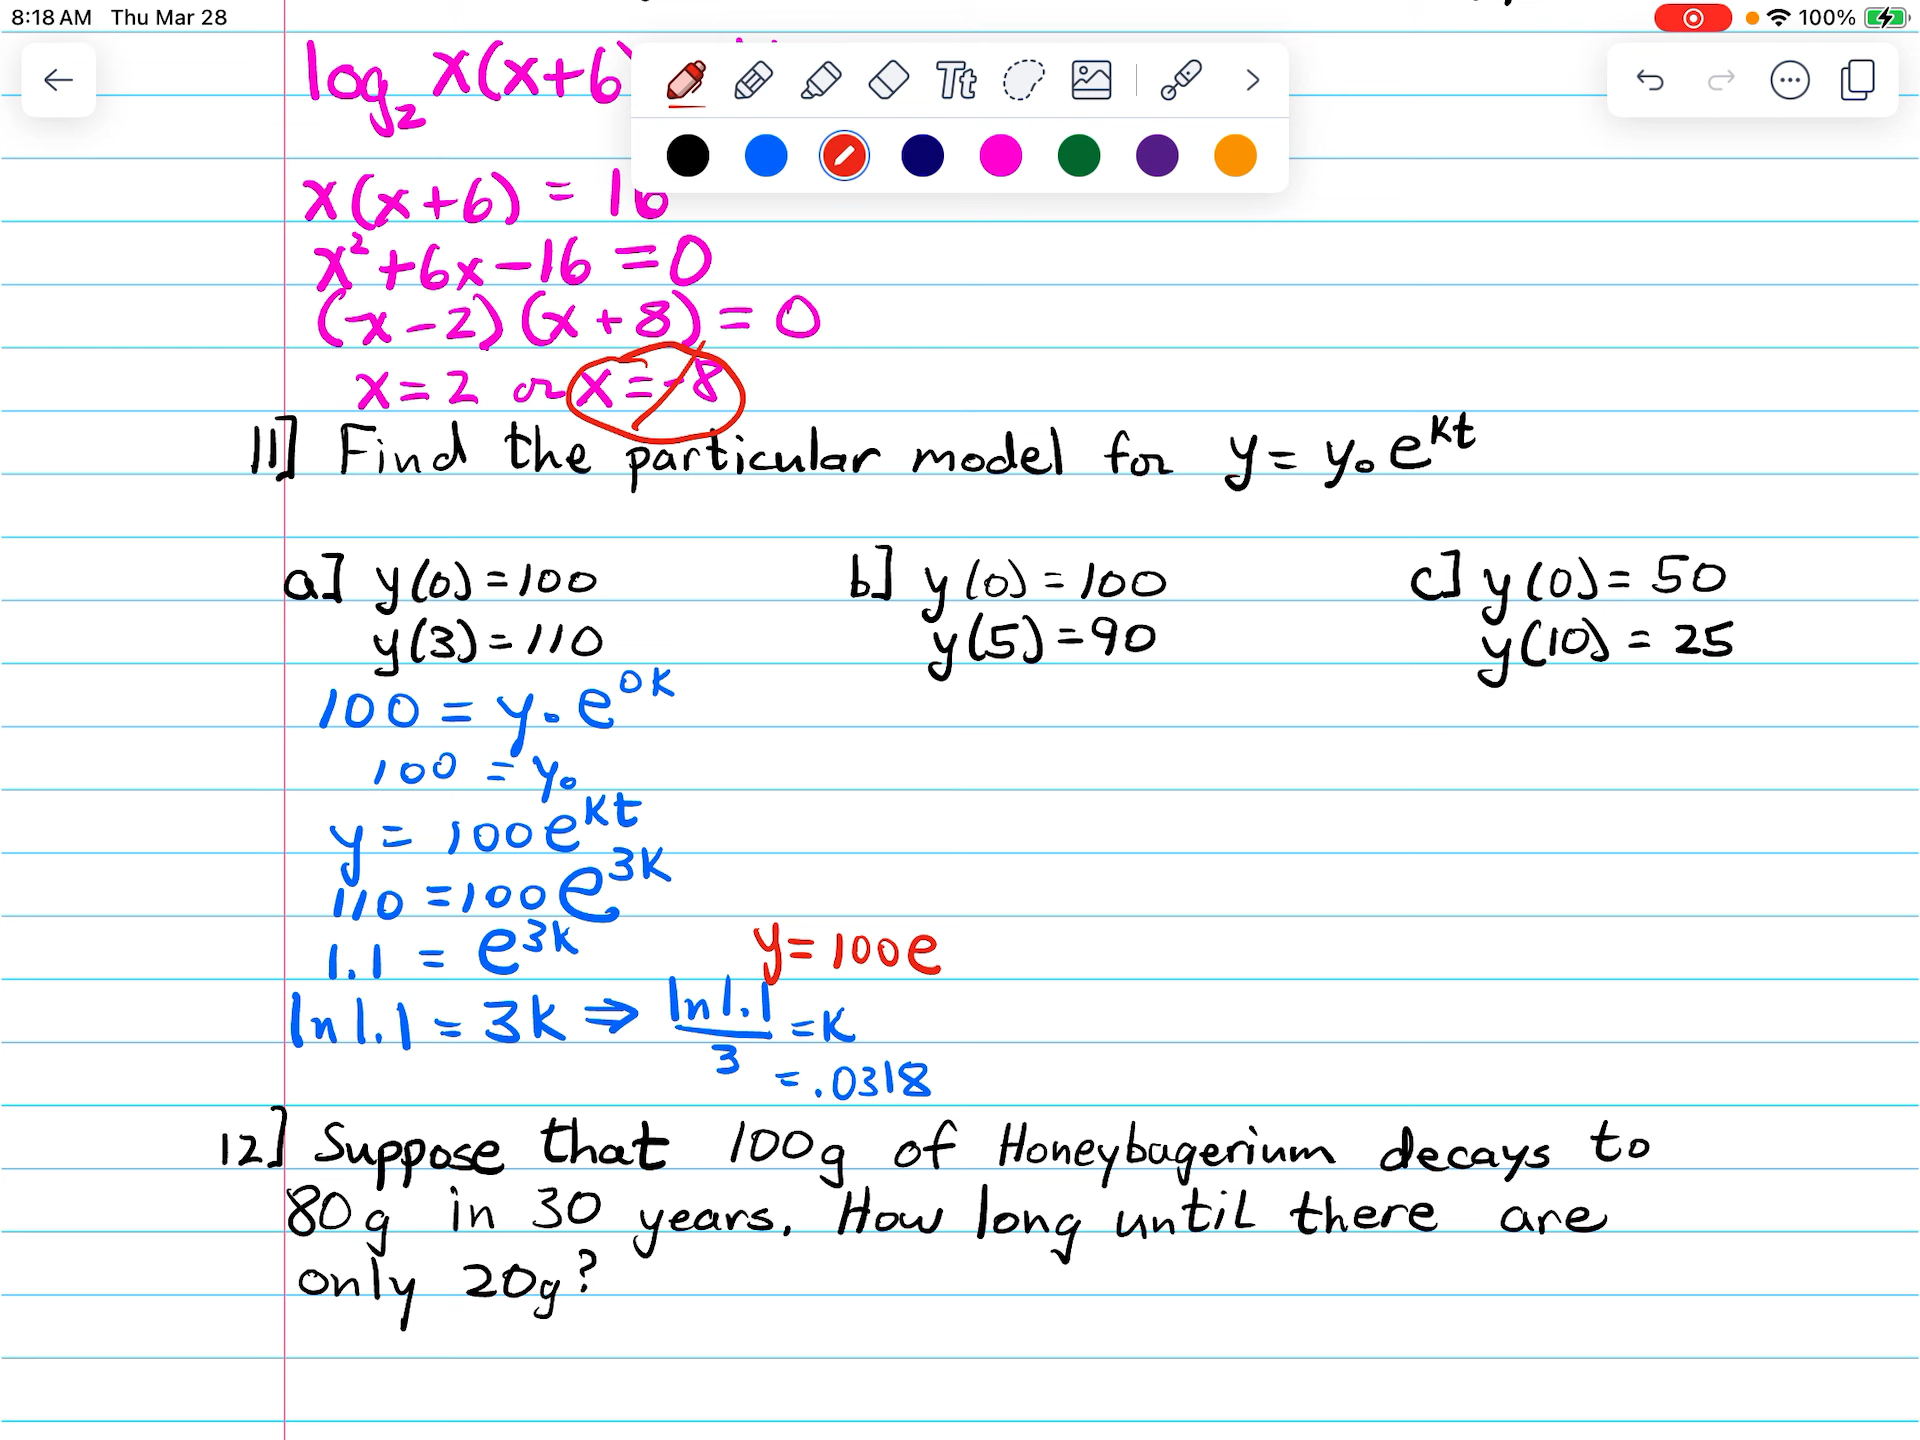 8:18 AM Thu Mar 28 100%
log₂ x(x+6)
Tt
x(x+6) = 16
x²+6x-16=0
(x-2)(x+8)=0
x=2 or x=-8
11] Find the particular model for y= y₀e^kt
a] y(0)=100 b] y(0)=100 c] y(0)=50
y(3)=110 y(5)=90 y(10)=25
100 = y₀e^0k
100 = y₀
y= 100e^kt
110=100e^3k
1.1 = e^3k y=100e
ln1.1 = 3k ⇒ ln1.1/3 =k
=.0318
12] Suppose that 100g of Honeybagerium decays to
80g in 30 years. How long until there are
only 20g?